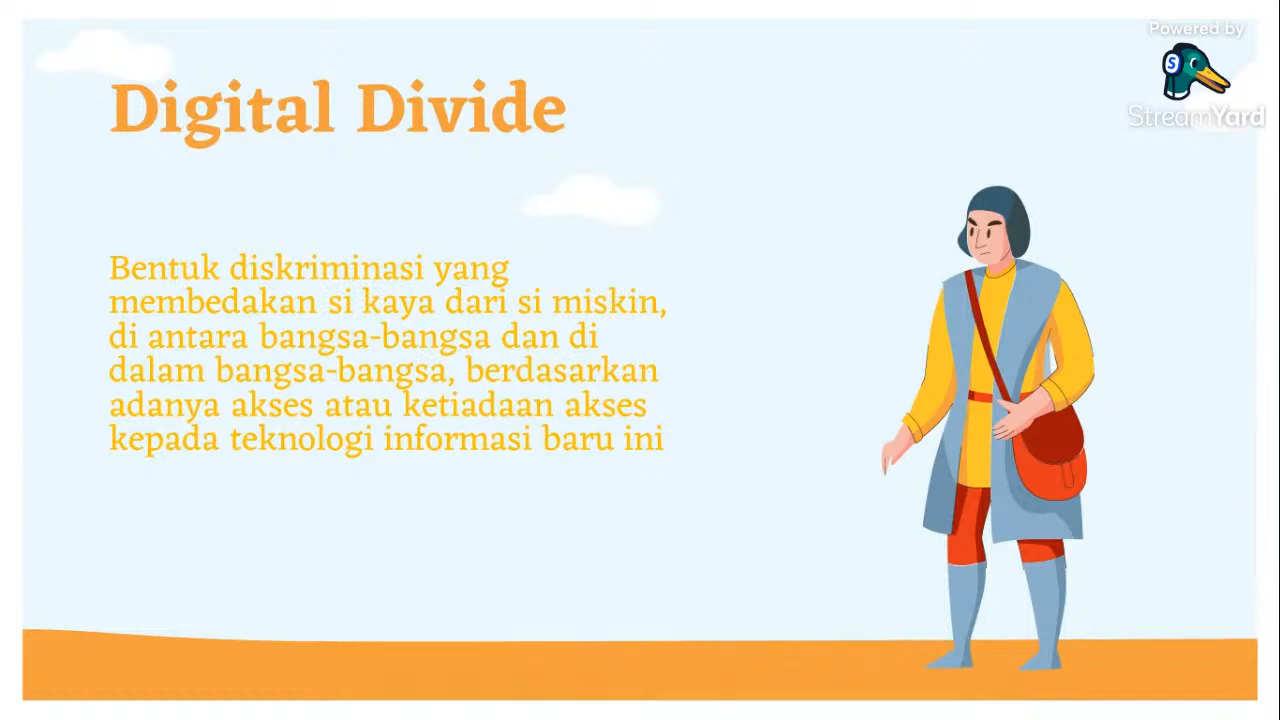 Powered by
S
StreamYard
Digital Divide
Bentuk diskriminasi yang
membedakan si kaya dari si miskin,
di antara bangsa-bangsa dan di
dalam bangsa-bangsa, berdasarkan
adanya akses atau ketiadaan akses
kepada teknologi informasi baru ini